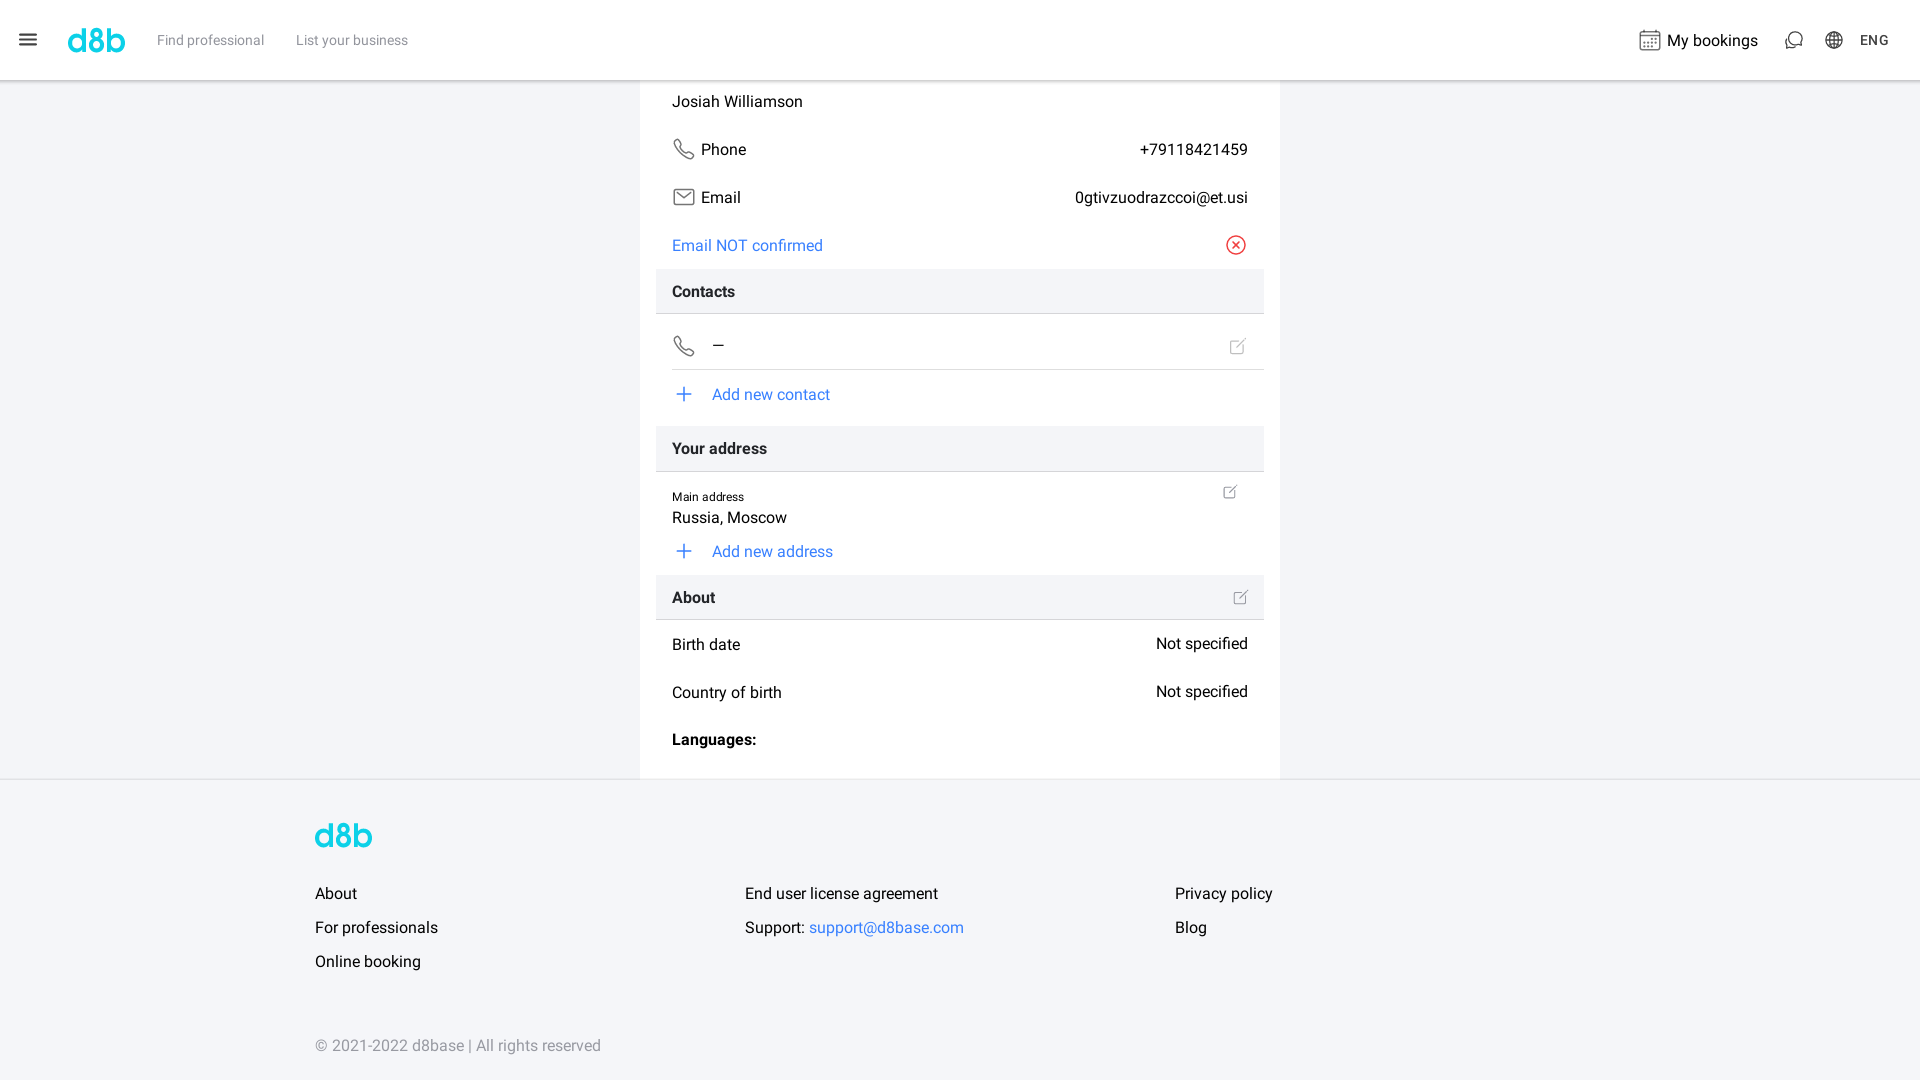 d8b
Find professional
List your business
My bookings
ENG
Josiah Williamson
Phone
+79118421459
Email
0gtivzuodrazccoi@et.usi
Email NOT confirmed
Contacts
—
Add new contact
Your address
Main address
Russia, Moscow
Add new address
About
Birth date
Not specified
Country of birth
Not specified
Languages:
d8b
About
For professionals
Online booking
End user license agreement
Support: support@d8base.com
Privacy policy
Blog
© 2021-2022 d8base | All rights reserved